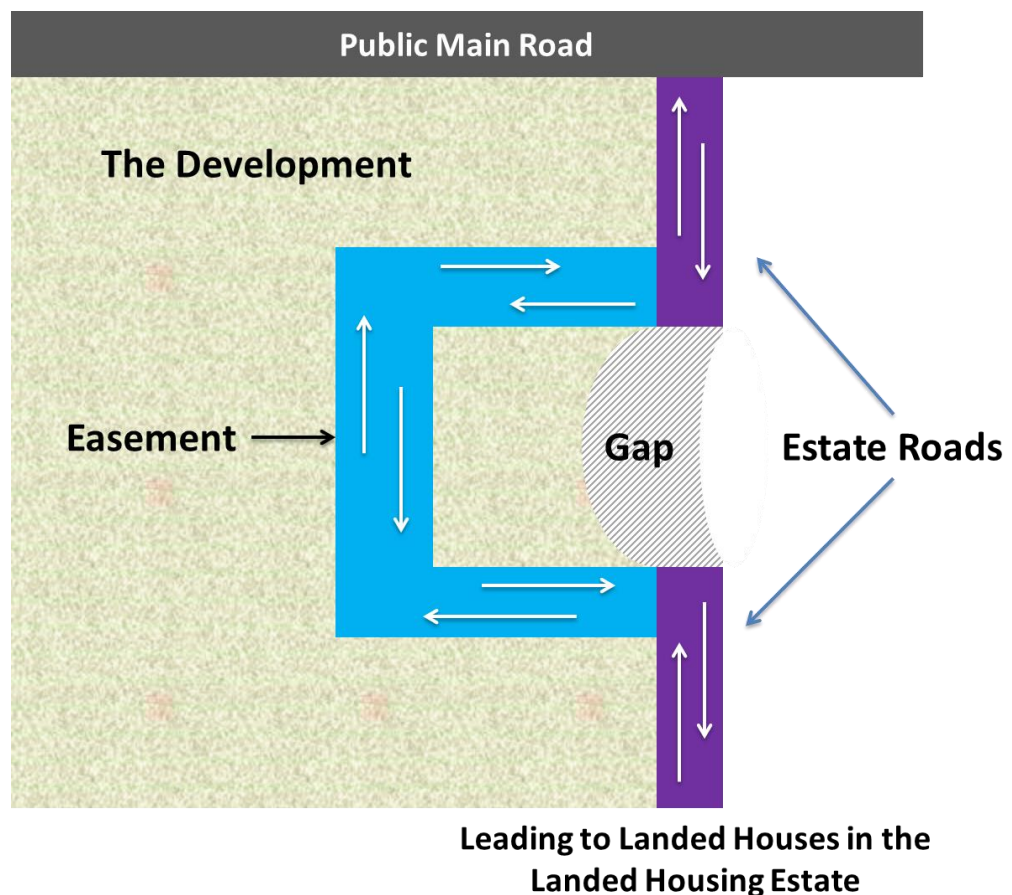 Public Main Road
The Development
Easement
Gap
Estate Roads
Leading to Landed Houses in the
Landed Housing Estate